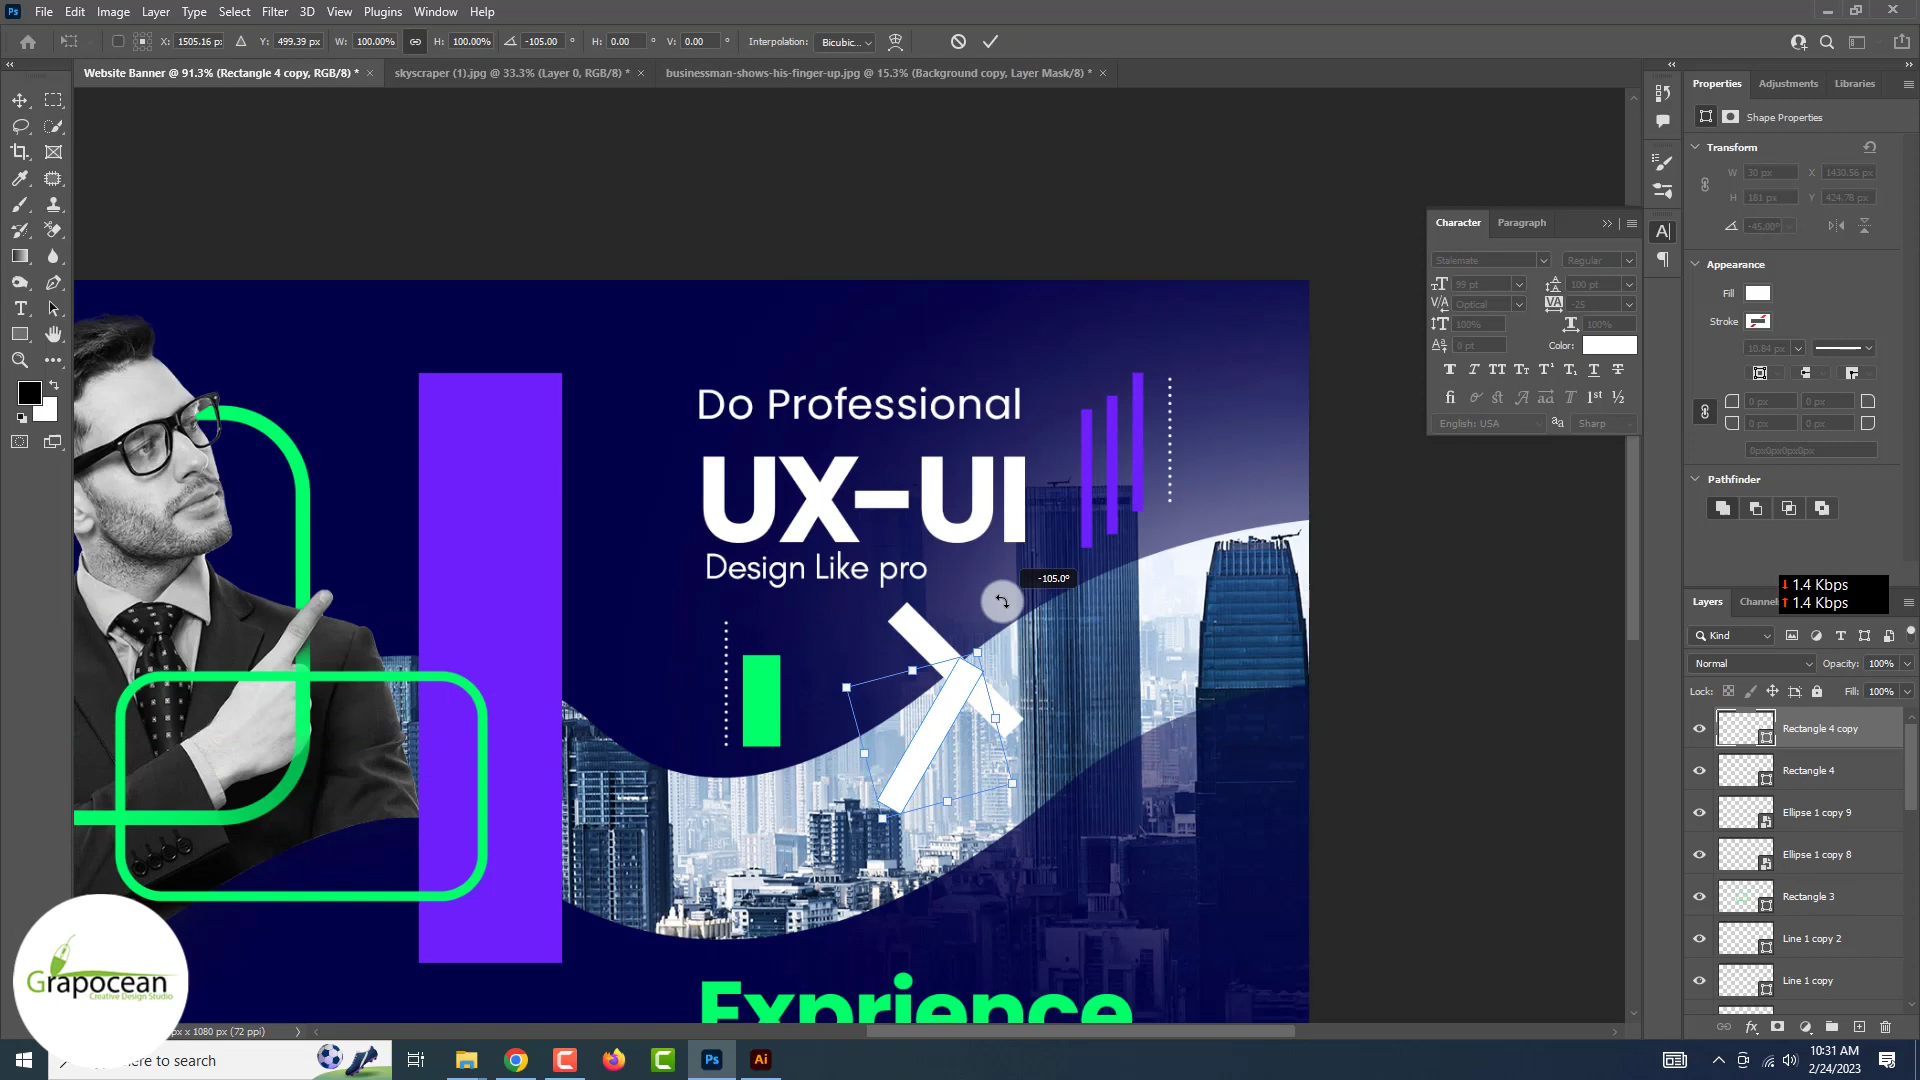 Ps File Edit Image Layer Type Select Filter 3D View Plugins Window Help
X: 1505.16 p: Y: 499.39 px W: 100.00% H: 100.00% -105.00 ° H: 0.00 ° V: 0.00 ° Interpolation: Bicubic...
Website Banner @ 91.3% (Rectangle 4 copy, RGB/8) * × skyscraper (1).jpg @ 33.3% (Layer 0, RGB/8) * × businessman-shows-his-finger-up.jpg @ 15.3% (Background copy, Layer Mask/8) * ×
Do Professional
UX-UI
Design Like pro
-105.0°
Exprience
Grapocean
Creative Design Studio
px x 1080 px (72 ppi)
Character Paragraph
Stalemate Regular
99 pt 100 pt
Optical -25
100% 100%
0 pt Color:
English: USA Sharp
Properties Adjustments Libraries
Shape Properties
Transform
W 30 px X 1430.56 px
H 181 px Y 424.78 px
-45.00°
Appearance
Fill
Stroke
10.84 px
0 px 0 px
0 px 0 px
0px0px0px0px
Pathfinder
1.4 Kbps
1.4 Kbps
Layers Channel
Kind
Normal Opacity: 100%
Lock: Fill: 100%
Rectangle 4 copy
Rectangle 4
Ellipse 1 copy 9
Ellipse 1 copy 8
Rectangle 3
Line 1 copy 2
Line 1 copy
here to search
Ps Ai
10:31 AM
2/24/2023